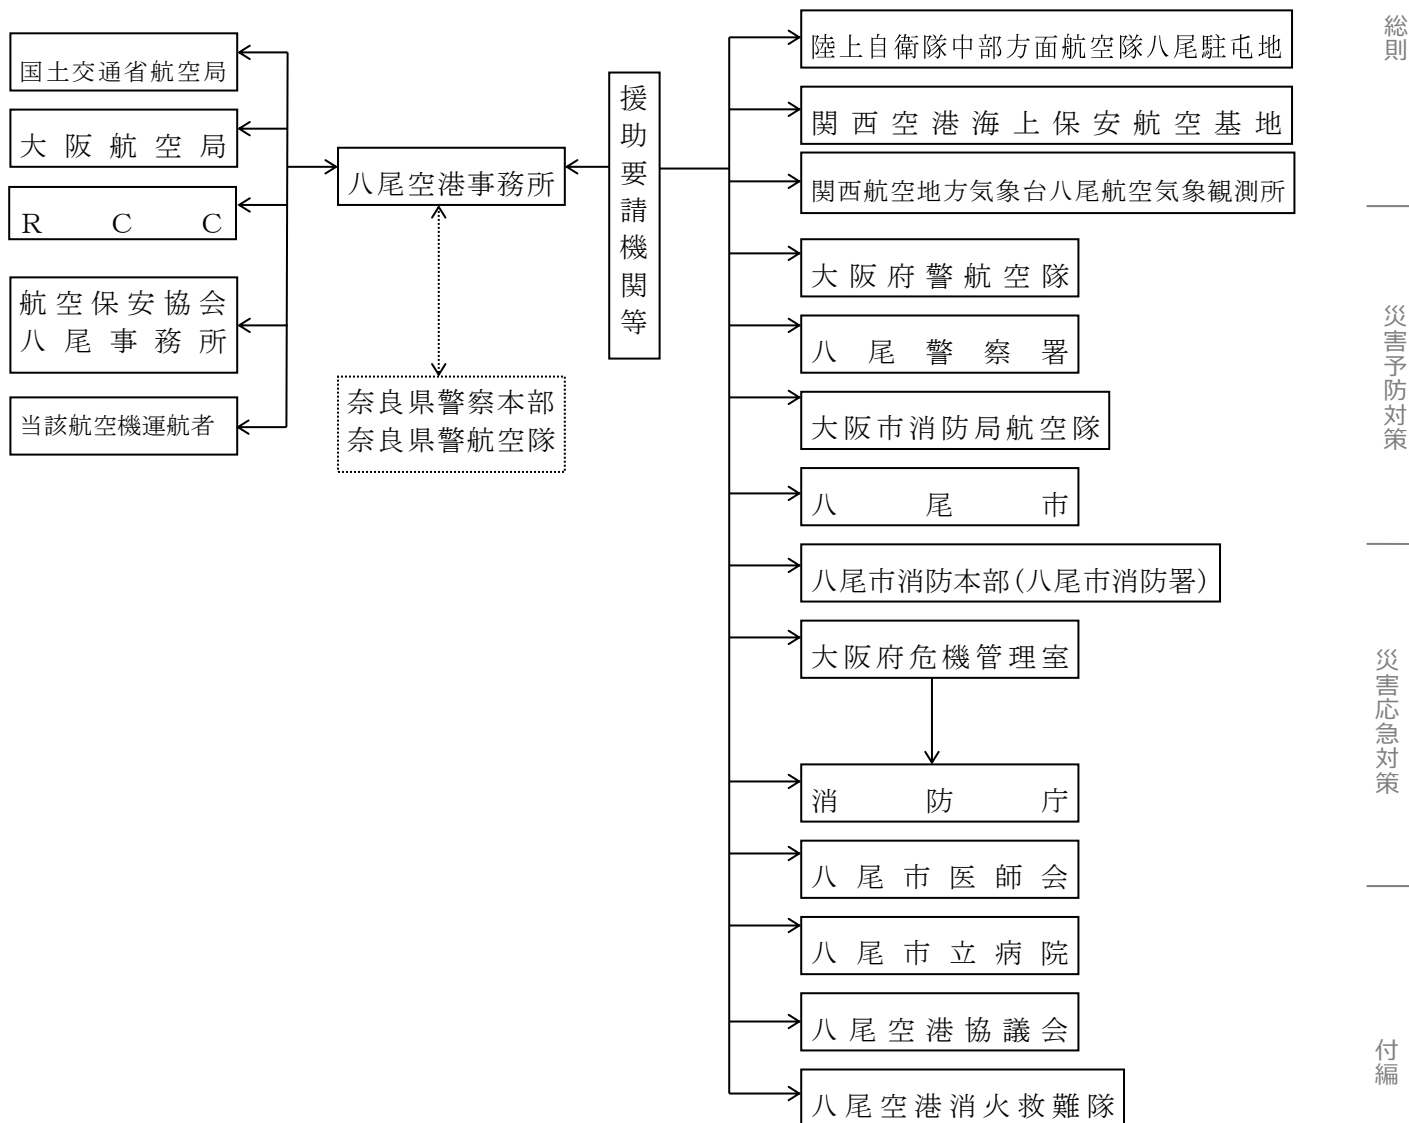 国土交通省航空局
大阪航空局
R C C
航空保安協会
八尾事務所
当該航空機運航者
八尾空港事務所
奈良県警察本部
奈良県警航空隊
援助要請機関等
陸上自衛隊中部方面航空隊八尾駐屯地
関西空港海上保安航空基地
関西航空地方気象台八尾航空気象観測所
大阪府警航空隊
八尾警察署
大阪市消防局航空隊
八尾市
八尾市消防本部(八尾市消防署)
大阪府危機管理室
消防庁
八尾市医師会
八尾市立病院
八尾空港協議会
八尾空港消火救難隊
総則
災害予防対策
災害応急対策
付編